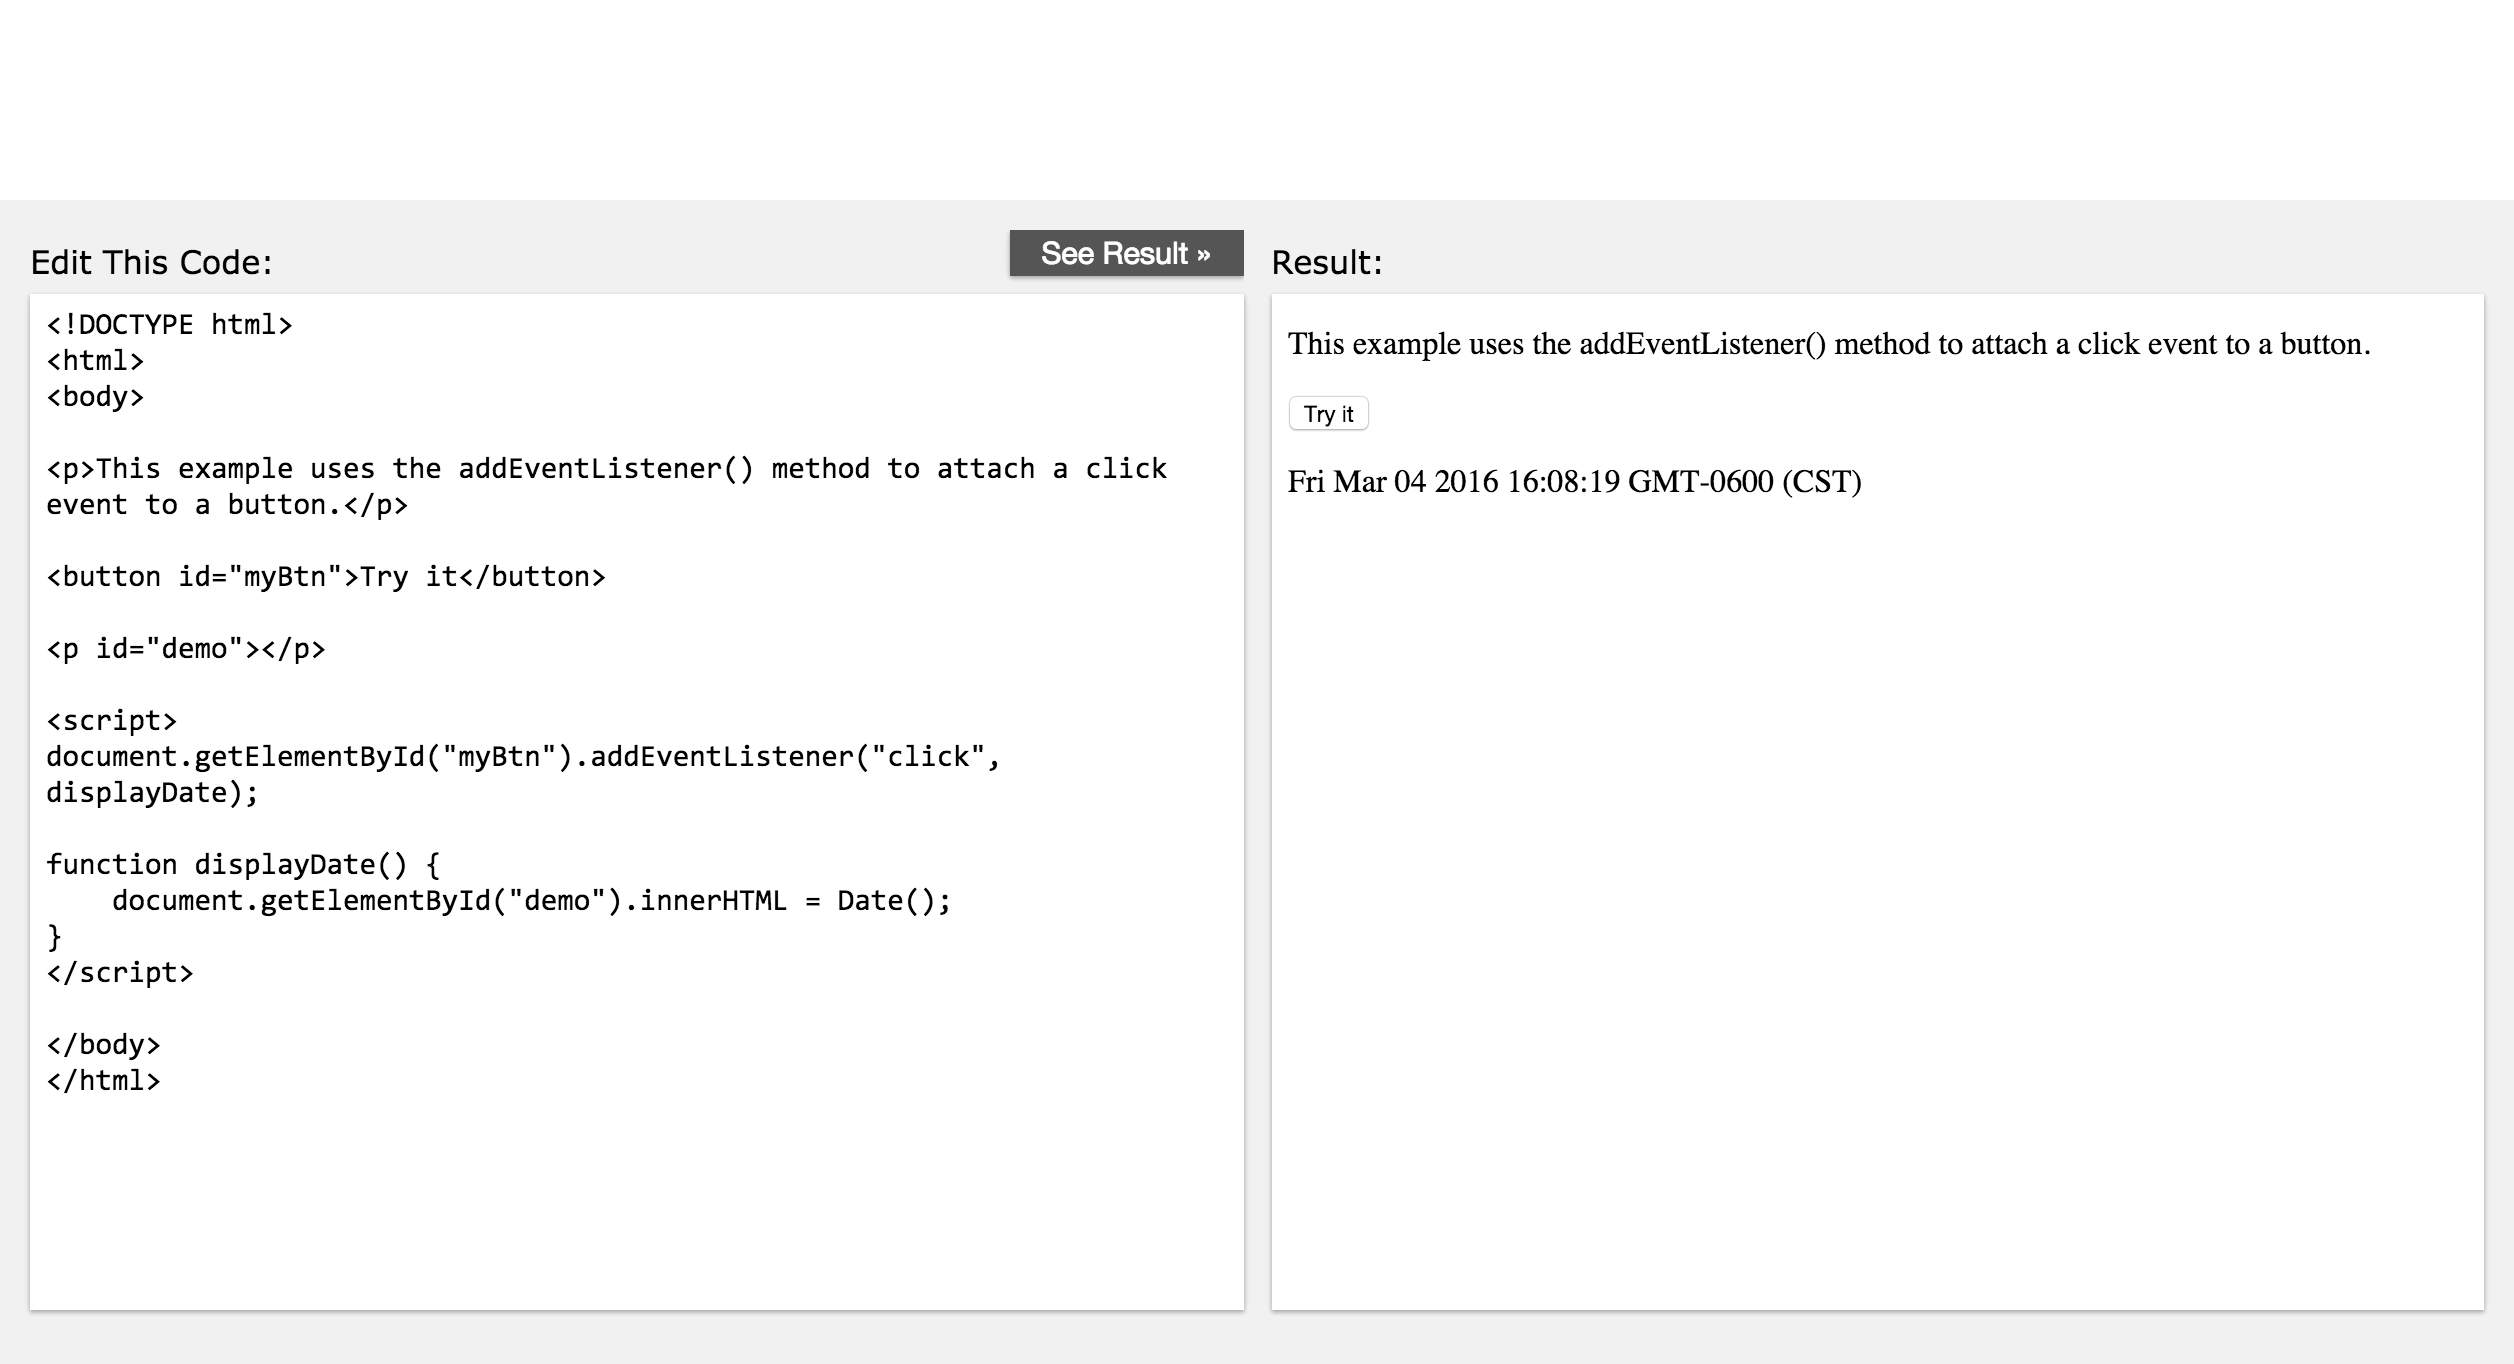 Edit This Code:
See Result »
<!DOCTYPE html>
<html>
<body>
<p>This example uses the addEventListener() method to attach a click
event to a button.</p>
<button id="myBtn">Try it</button>
<p id="demo"></p>
<script>
document.getElementById("myBtn").addEventListener("click",
displayDate);
function displayDate() {
    document.getElementById("demo").innerHTML = Date();
}
</script>
</body>
</html>
Result:
This example uses the addEventListener() method to attach a click event to a button.
Try it
Fri Mar 04 2016 16:08:19 GMT-0600 (CST)